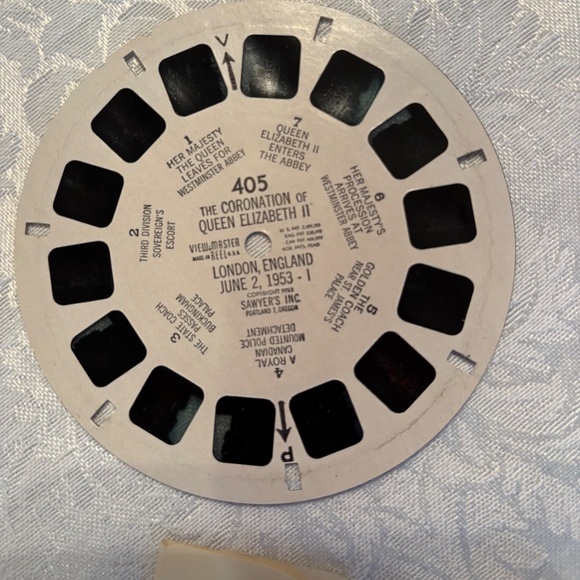 V
1
HER MAJESTY
THE QUEEN
LEAVES FOR
WESTMINSTER ABBEY
7
QUEEN
ELIZABETH II
ENTERS
THE ABBEY
405
THE CORONATION OF
QUEEN ELIZABETH II
VIEW-MASTER
MADE IN REEL U.S.A.
LONDON, ENGLAND
JUNE 2, 1953 - I
COPYRIGHT 1953
SAWYER'S INC.
PORTLAND 7, OREGON
2
THIRD DIVISION
SOVEREIGN'S
ESCORT
3
THE STATE COACH
PASSES
BUCKINGHAM
PALACE
4
A ROYAL
CANADIAN
MOUNTED POLICE
DETACHMENT
5
THE
GOLDEN COACH
NEAR ST. JAMES'S
PALACE
6
HER MAJESTY'S
PROCESSION
ARRIVES AT
WESTMINSTER ABBEY
P